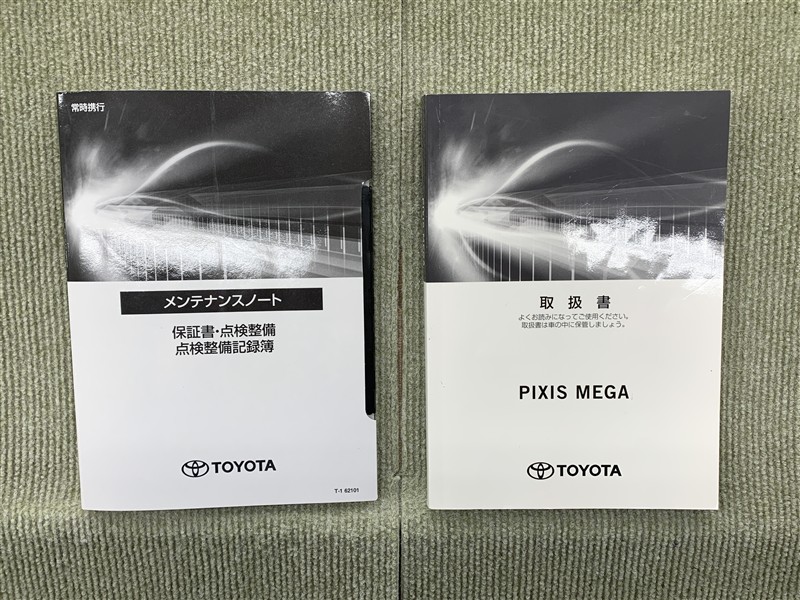 常時携行
メンテナンスノート
保証書・点検整備
点検整備記録簿
TOYOTA
T-1 62101
取扱書
よくお読みになってご使用ください。
取扱書は車の中に保管しましょう。
PIXIS MEGA
TOYOTA